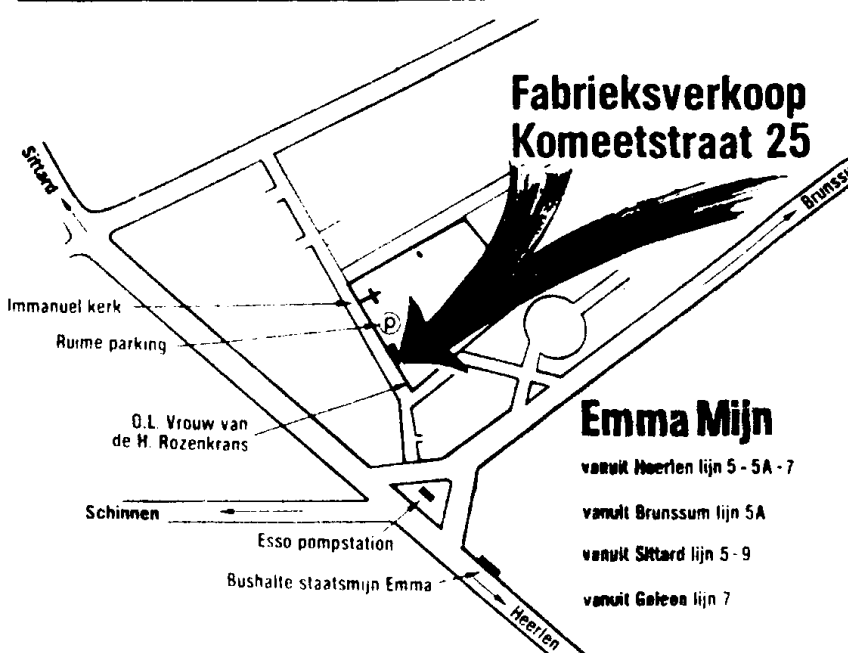 Fabrieksverkoop
Komeetstraat 25
Sittard
Brunssum
Immanuel kerk
P
Ruime parking
O.L. Vrouw van
de H. Rozenkrans
Emma Mijn
vanuit Heerlen lijn 5 - 5A - 7
vanuit Brunssum lijn 5A
vanuit Sittard lijn 5 - 9
vanuit Geleen lijn 7
Schinnen
Esso pompstation
Bushalte staatsmijn Emma
Heerlen